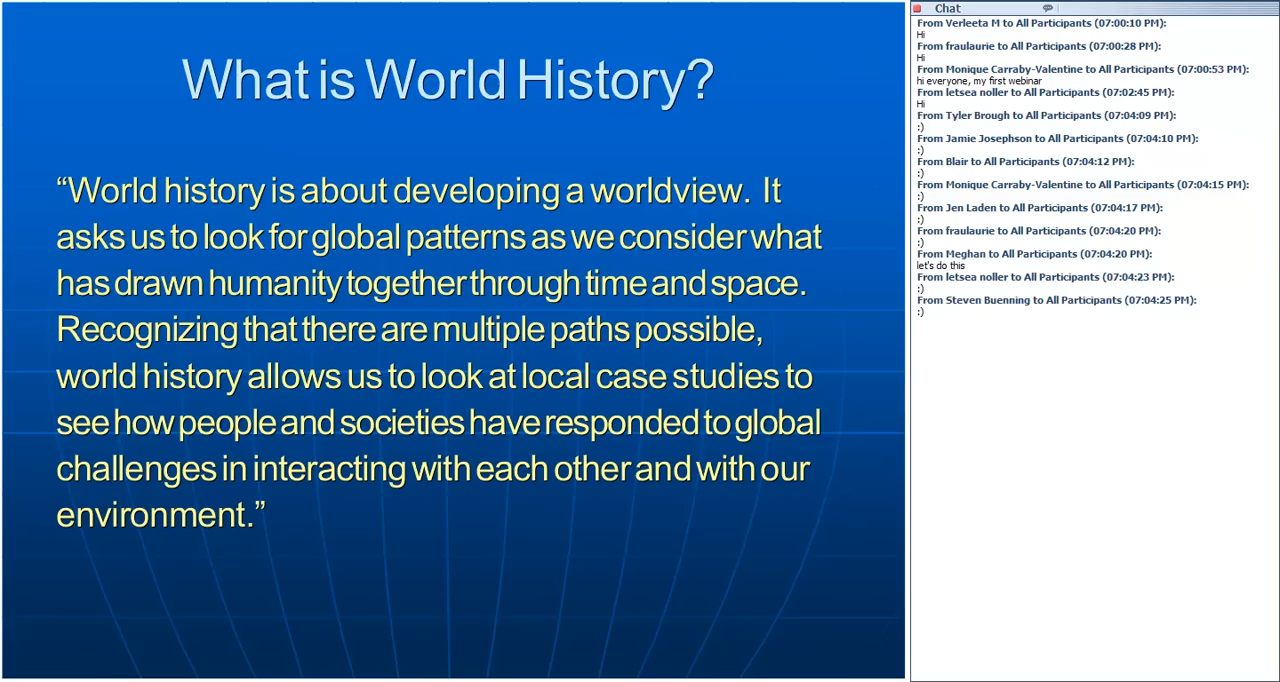 What is World History?
“World history is about developing a worldview. It
asks us to look for global patterns as we consider what
has drawn humanity together through time and space.
Recognizing that there are multiple paths possible,
world history allows us to look at local case studies to
see how people and societies have responded to global
challenges in interacting with each other and with our
environment.”
Chat
From Verleeta M to All Participants (07:00:10 PM):
Hi
From fraulaurie to All Participants (07:00:28 PM):
Hi
From Monique Carraby-Valentine to All Participants (07:00:53 PM):
hi everyone, my first webinar
From letsea noller to All Participants (07:02:45 PM):
Hi
From Tyler Brough to All Participants (07:04:09 PM):
:)
From Jamie Josephson to All Participants (07:04:10 PM):
:)
From Blair to All Participants (07:04:12 PM):
:)
From Monique Carraby-Valentine to All Participants (07:04:15 PM):
:)
From Jen Laden to All Participants (07:04:17 PM):
:)
From fraulaurie to All Participants (07:04:20 PM):
:)
From Meghan to All Participants (07:04:20 PM):
let's do this
From letsea noller to All Participants (07:04:23 PM):
:)
From Steven Buenning to All Participants (07:04:25 PM):
:)